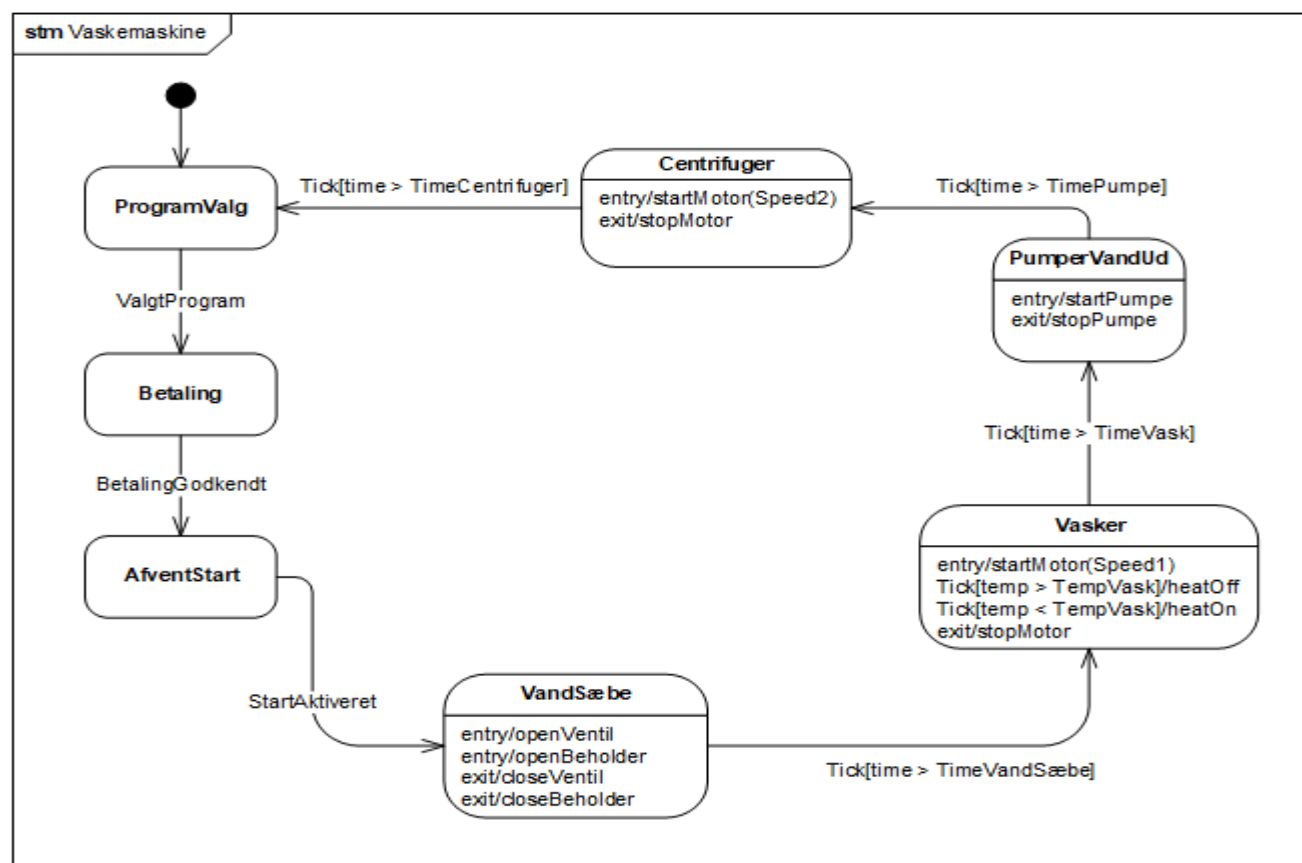 stm Vaskemaskine
ProgramValg
ValgtProgram
Betaling
BetalingGodkendt
AfventStart
StartAktiveret
VandSæbe
entry/openVentil
entry/openBeholder
exit/closeVentil
exit/closeBeholder
Tick[time > TimeVandSæbe]
Vasker
entry/startMotor(Speed1)
Tick[temp > TempVask]/heatOff
Tick[temp < TempVask]/heatOn
exit/stopMotor
Tick[time > TimeVask]
PumperVandUd
entry/startPumpe
exit/stopPumpe
Tick[time > TimePumpe]
Centrifuger
entry/startMotor(Speed2)
exit/stopMotor
Tick[time > TimeCentrifuger]